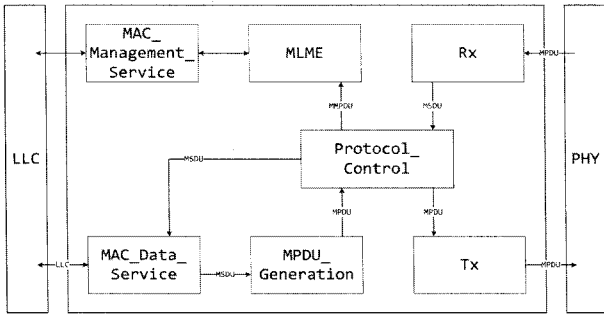 MAC_
Management_
Service
MLME
Rx
MPDU
MMPDU
MSDU
LLC
Protocol_
Control
PHY
MSDU
MPDU
MPDU
LLC
MAC_Data_
Service
MSDU
MPDU_
Generation
Tx
MPDU